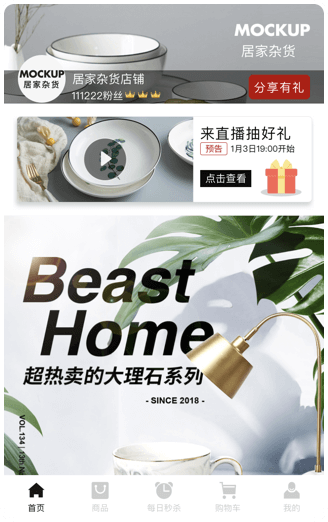 MOCKUP
居家杂货
MOCKUP
居家杂货
居家杂货店铺
111222粉丝
分享有礼
来直播抽好礼
预告 1月3日19:00开始
点击查看
Beast
Home
超热卖的大理石系列
- SINCE 2018 -
VOL.134
首页
商品
每日秒杀
购物车
我的